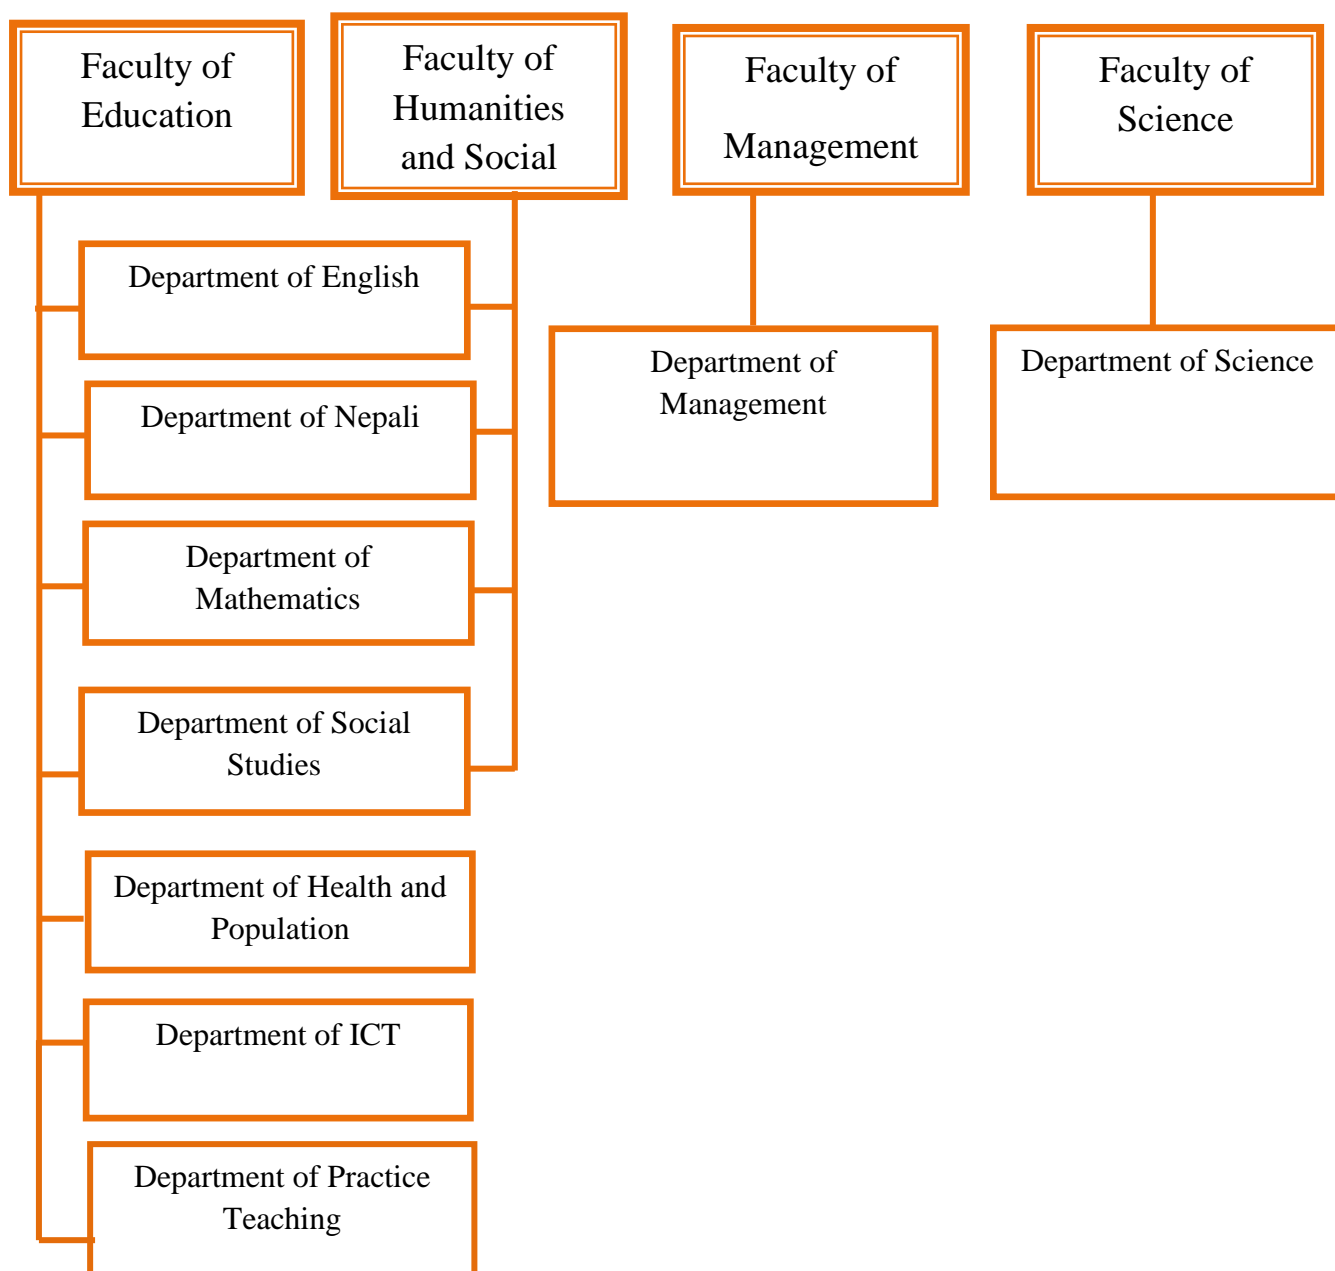 Faculty of
Education
Faculty of
Humanities
and Social
Faculty of
Management
Faculty of
Science
Department of English
Department of Nepali
Department of
Mathematics
Department of Social
Studies
Department of Health and
Population
Department of ICT
Department of Practice
Teaching
Department of
Management
Department of Science